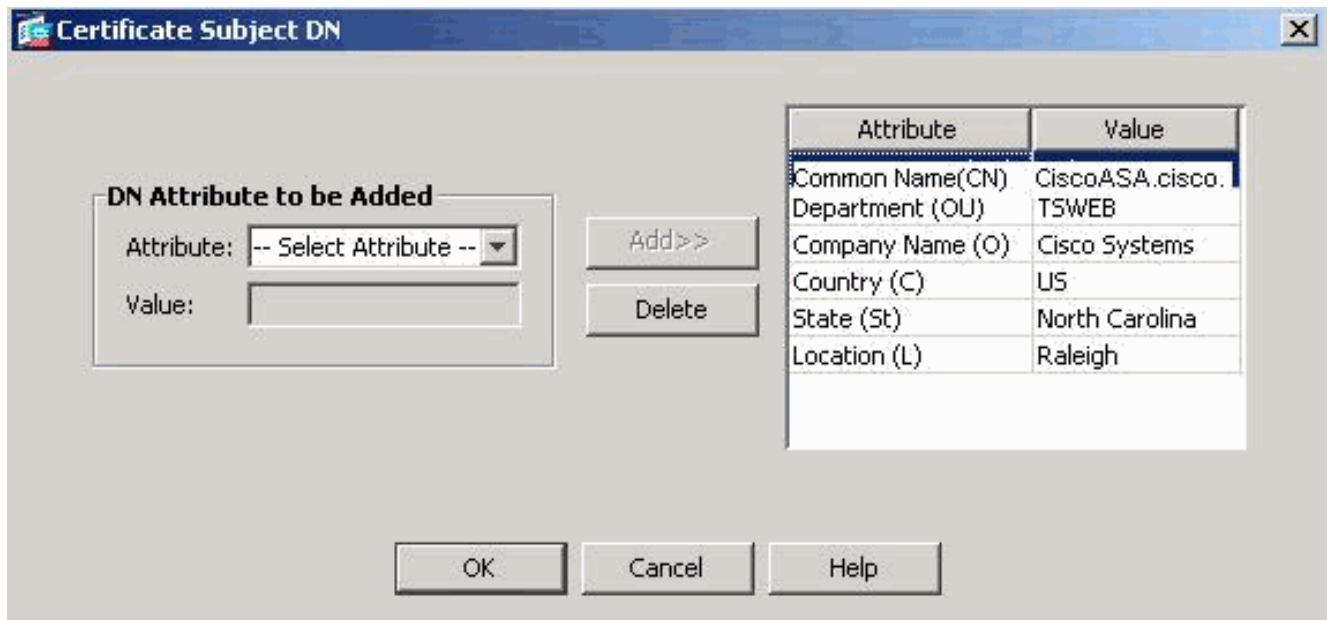 Certificate Subject DN
DN Attribute to be Added
Attribute: -- Select Attribute --
Value:
Add>>
Delete
Attribute Value
Common Name(CN) CiscoASA.cisco.
Department (OU) TSWEB
Company Name (O) Cisco Systems
Country (C) US
State (St) North Carolina
Location (L) Raleigh
OK Cancel Help